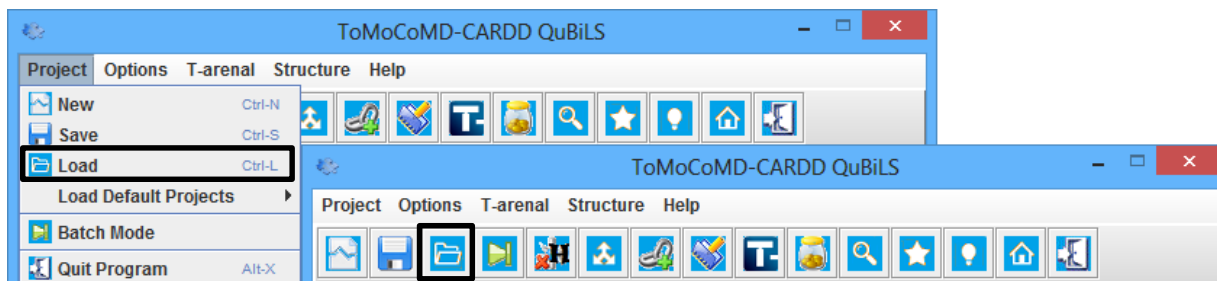 ToMoCoMD-CARDD QuBiLS
Project Options T-arenal Structure Help
New Ctrl-N
Save Ctrl-S
Load Ctrl-L
Load Default Projects
Batch Mode
Quit Program Alt-X
T-
ToMoCoMD-CARDD QuBiLS
Project Options T-arenal Structure Help
H
T-